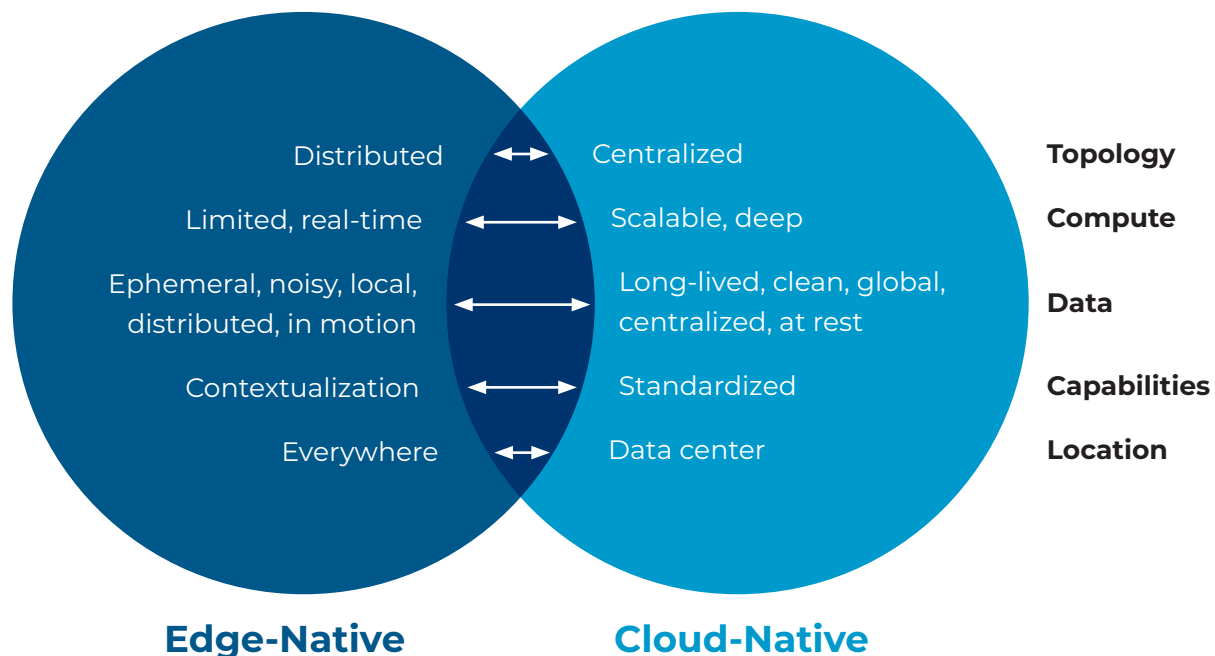 Distributed Centralized Topology
Limited, real-time Scalable, deep Compute
Ephemeral, noisy, local, Long-lived, clean, global,
distributed, in motion centralized, at rest
Data
Contextualization Standardized Capabilities
Everywhere Data center Location
Edge-Native Cloud-Native